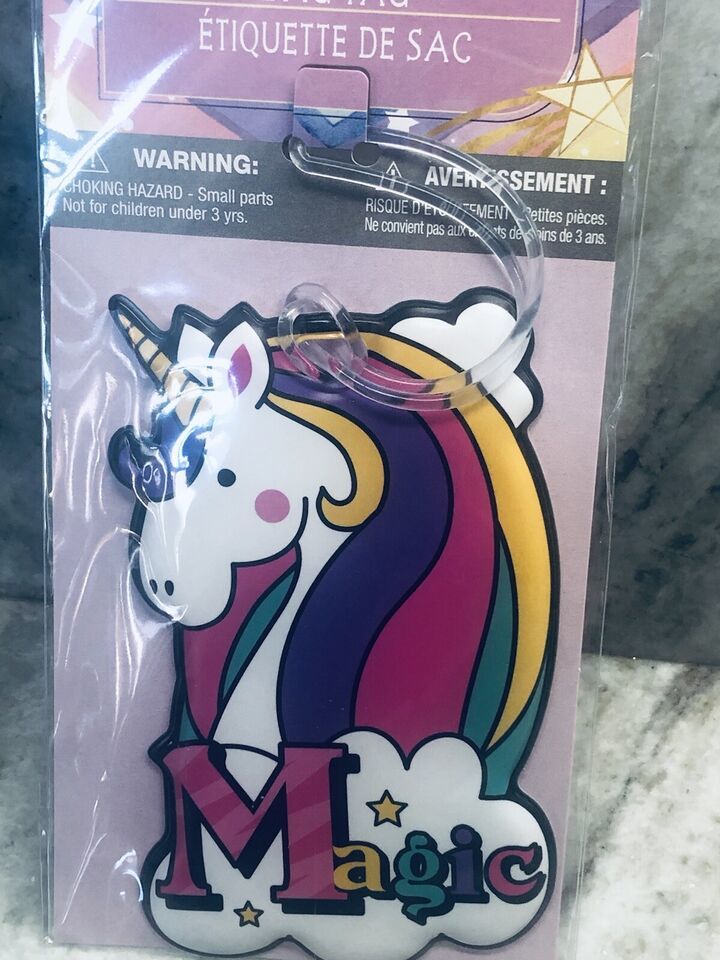 ÉTIQUETTE DE SAC
WARNING:
CHOKING HAZARD - Small parts
Not for children under 3 yrs.
AVERTISSEMENT :
RISQUE D'ÉTOUFFEMENT Petites pièces.
Ne convient pas aux enfants de moins de 3 ans.
Magic